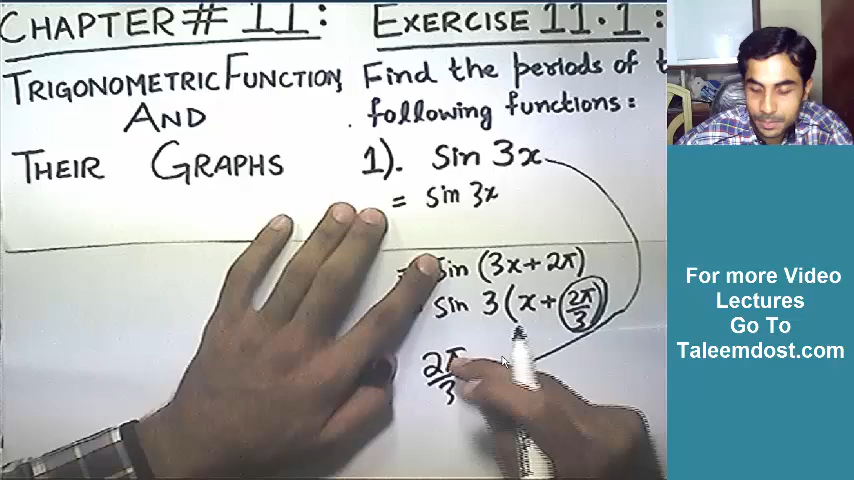 CHAPTER # 11:
TRIGONOMETRIC FUNCTION,
AND
THEIR GRAPHS
EXERCISE 11.1:
Find the periods of
following functions:
1). Sin 3x
= Sin 3x
= Sin (3x + 2π)
Sin 3(x + 2π/3)
2π/3
For more Video
Lectures
Go To
Taleemdost.com